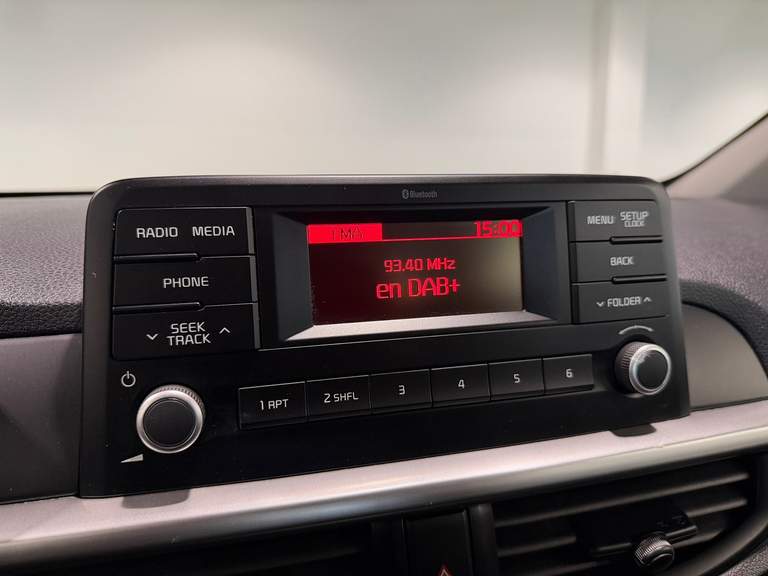 Bluetooth
RADIO MEDIA
PHONE
SEEK
TRACK
FMA 15:00
93.40 MHz
en DAB+
MENU SETUP
CLOCK
BACK
FOLDER
1 RPT 2 SHFL 3 4 5 6